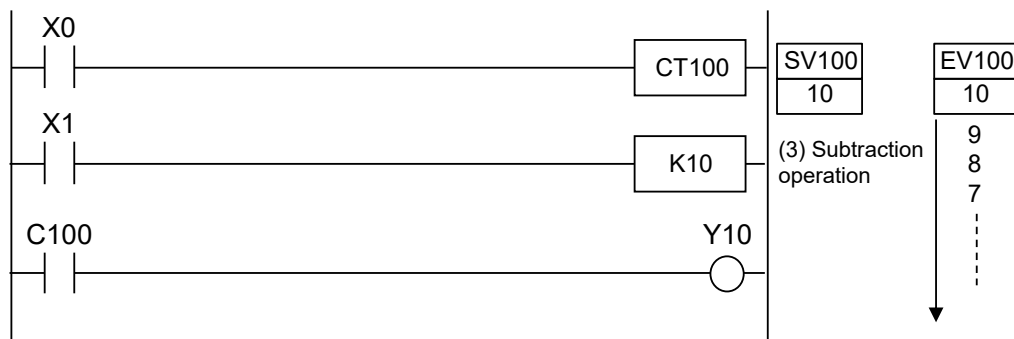 X0
CT100
SV100
EV100
10
10
X1
K10
(3) Subtraction
operation
9
8
7
C100
Y10